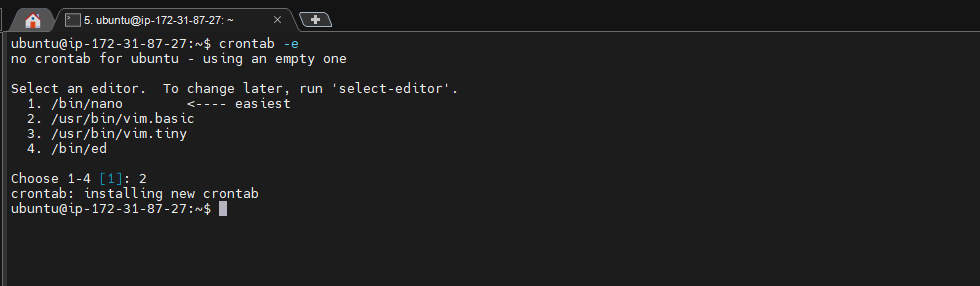 5. ubuntu@ip-172-31-87-27: ~
ubuntu@ip-172-31-87-27:~$ crontab -e
no crontab for ubuntu - using an empty one

Select an editor.  To change later, run 'select-editor'.
  1. /bin/nano        <---- easiest
  2. /usr/bin/vim.basic
  3. /usr/bin/vim.tiny
  4. /bin/ed

Choose 1-4 [1]: 2
crontab: installing new crontab
ubuntu@ip-172-31-87-27:~$